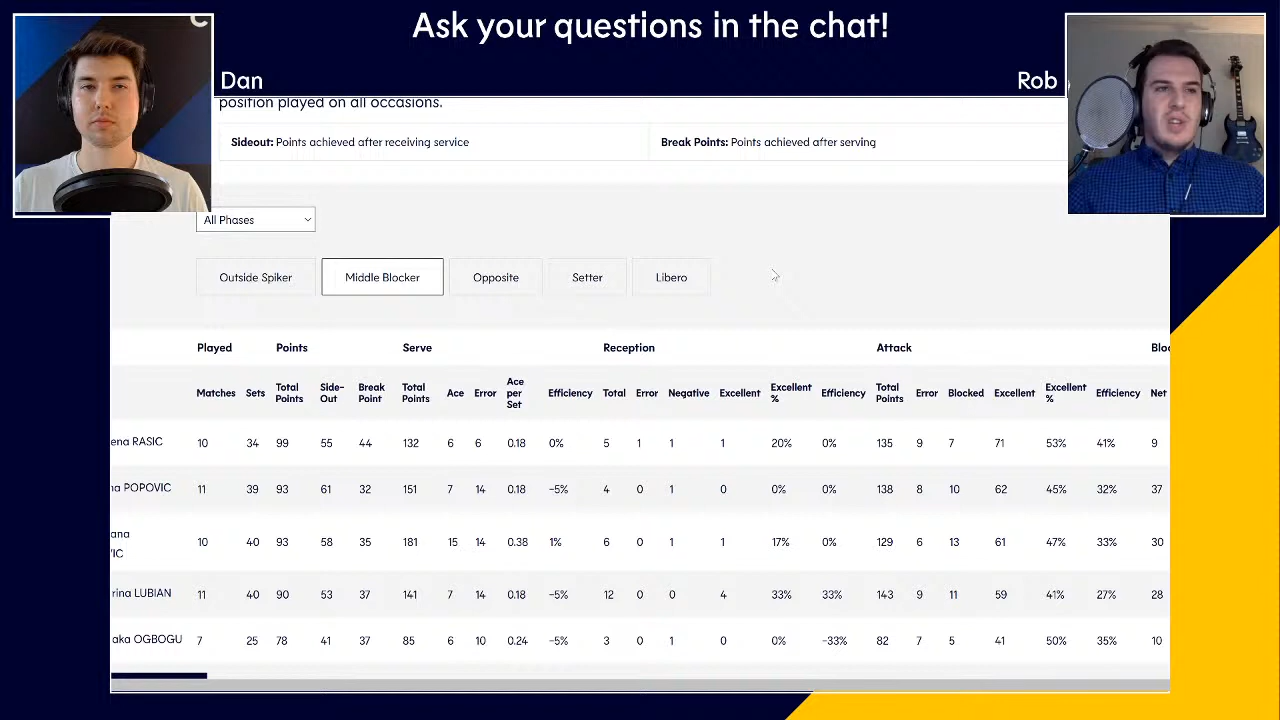 Ask your questions in the chat!
Dan
Rob
position played on all occasions.
Sideout: Points achieved after receiving service
Break Points: Points achieved after serving
All Phases
Outside Spiker Middle Blocker Opposite Setter Libero
Played Points Serve Reception Attack Bloc
Matches Sets Total Points Side-Out Break Point Total Points Ace Error Ace per Set Efficiency Total Error Negative Excellent Excellent % Efficiency Total Points Error Blocked Excellent Excellent % Efficiency Net
ena RASIC 10 34 99 55 44 132 6 6 0.18 0% 5 1 1 1 20% 0% 135 9 7 71 53% 41% 9
na POPOVIC 11 39 93 61 32 151 7 14 0.18 -5% 4 0 1 0 0% 0% 138 8 10 62 45% 32% 37
ana VIC 10 40 93 58 35 181 15 14 0.38 1% 6 0 1 1 17% 0% 129 6 13 61 47% 33% 30
rina LUBIAN 11 40 90 53 37 141 7 14 0.18 -5% 12 0 0 4 33% 33% 143 9 11 59 41% 27% 28
aka OGBOGU 7 25 78 41 37 85 6 10 0.24 -5% 3 0 1 0 0% -33% 82 7 5 41 50% 35% 10